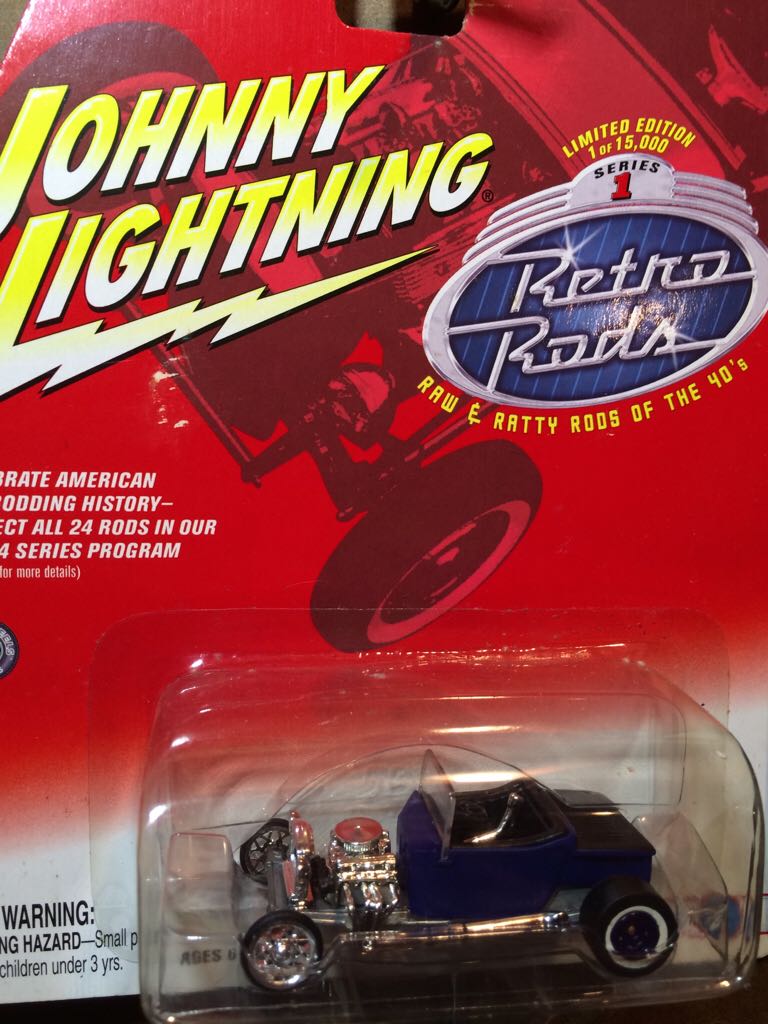 JOHNNY
LIGHTNING®
LIMITED EDITION
1 OF 15,000
SERIES
1
Retro
Rods
RAW & RATTY RODS OF THE 40's
BRATE AMERICAN
ODDING HISTORY—
ECT ALL 24 RODS IN OUR
4 SERIES PROGRAM
for more details)
WARNING:
NG HAZARD—Small p
children under 3 yrs.
AGES